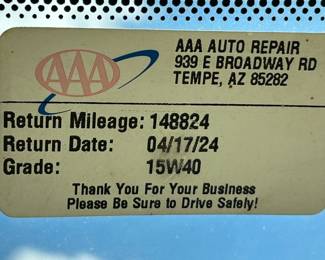 AAA
AAA AUTO REPAIR
939 E BROADWAY RD
TEMPE, AZ 85282
Return Mileage: 148824
Return Date: 04/17/24
Grade: 15W40
Thank You For Your Business
Please Be Sure to Drive Safely!